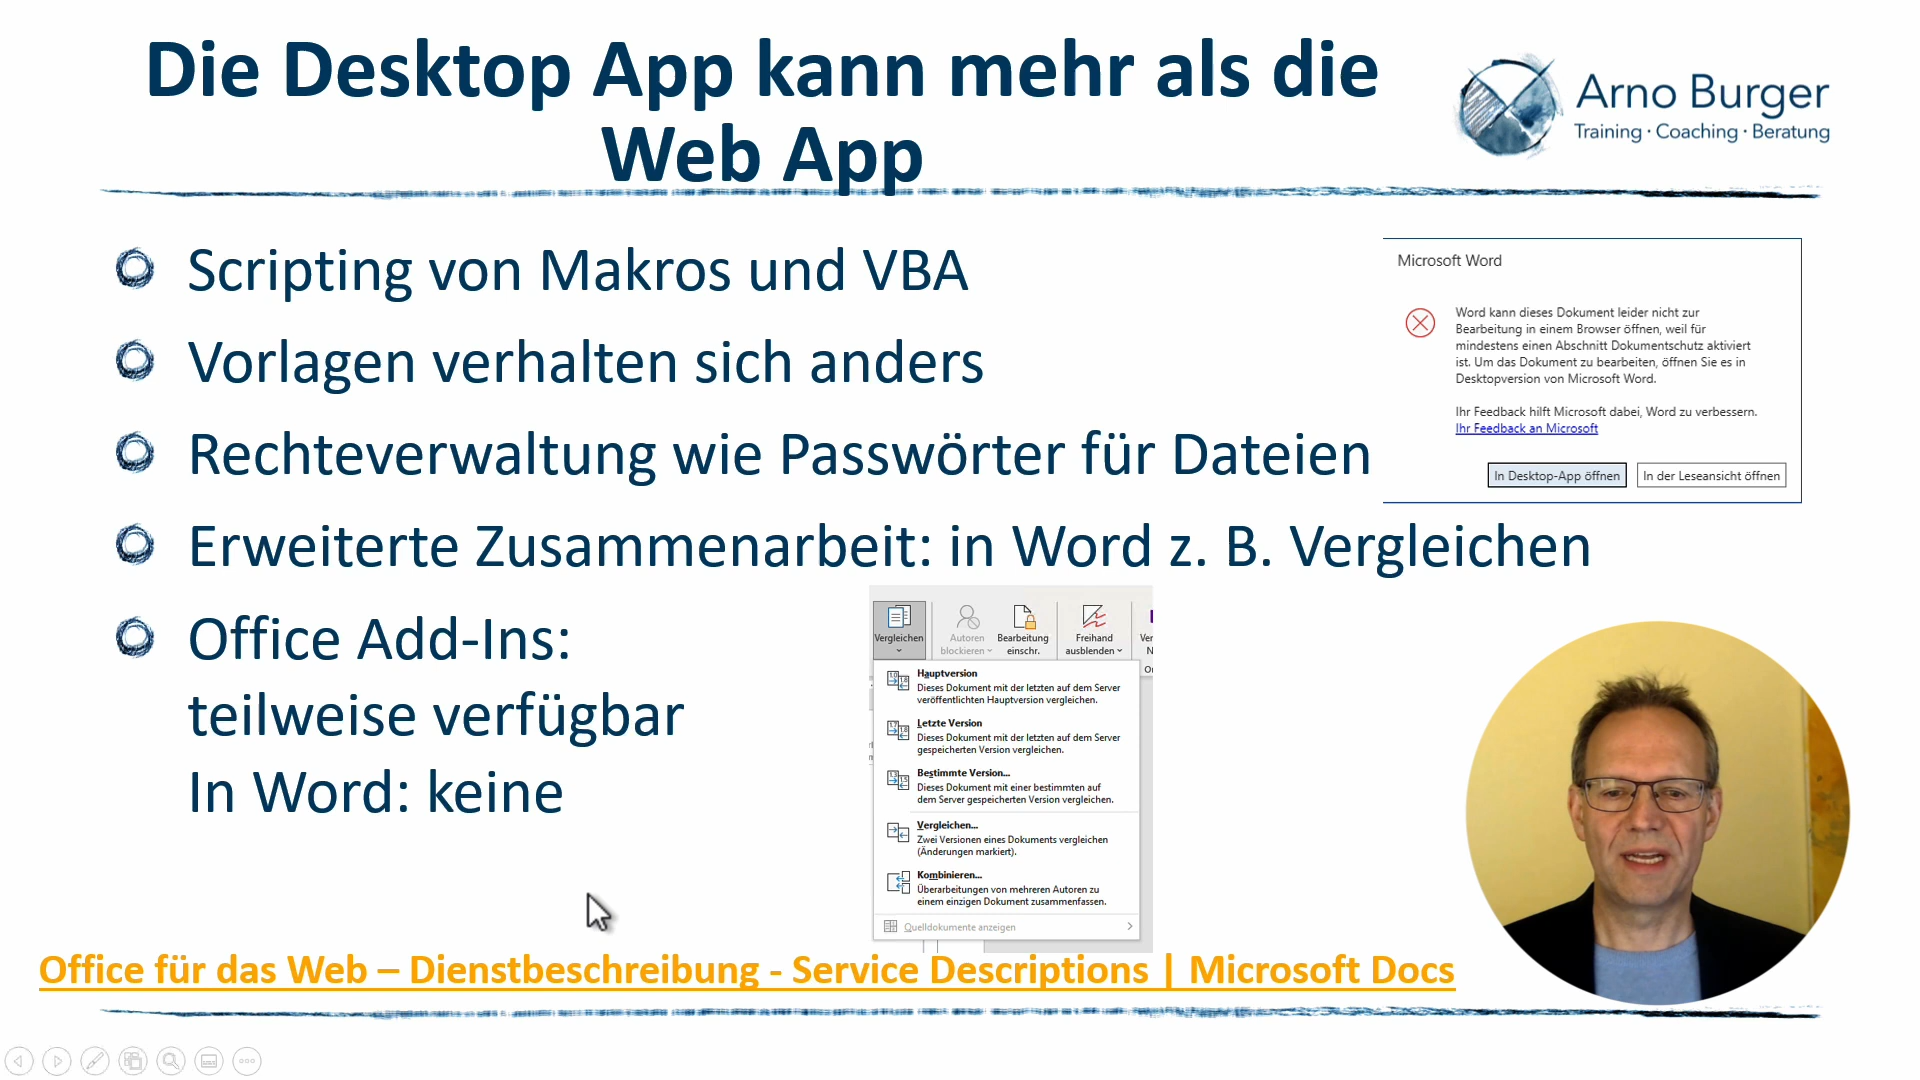 Die Desktop App kann mehr als die
Web App
Arno Burger
Training · Coaching · Beratung
Scripting von Makros und VBA
Vorlagen verhalten sich anders
Rechteverwaltung wie Passwörter für Dateien
Erweiterte Zusammenarbeit: in Word z. B. Vergleichen
Office Add-Ins:
teilweise verfügbar
In Word: keine
Microsoft Word
Word kann dieses Dokument leider nicht zur
Bearbeitung in einem Browser öffnen, weil für
mindestens einen Abschnitt Dokumentschutz aktiviert
ist. Um das Dokument zu bearbeiten, öffnen Sie es in
Desktopversion von Microsoft Word.
Ihr Feedback hilft Microsoft dabei, Word zu verbessern.
Ihr Feedback an Microsoft
In Desktop-App öffnen
In der Leseansicht öffnen
Vergleichen
Autoren
blockieren
Bearbeitung
einschr.
Freihand
ausblenden
Hauptversion
Dieses Dokument mit der letzten auf dem Server
veröffentlichten Hauptversion vergleichen.
Letzte Version
Dieses Dokument mit der letzten auf dem Server
gespeicherten Version vergleichen.
Bestimmte Version...
Dieses Dokument mit einer bestimmten auf
dem Server gespeicherten Version vergleichen.
Vergleichen...
Zwei Versionen eines Dokuments vergleichen
(Änderungen markiert).
Kombinieren...
Überarbeitungen von mehreren Autoren zu
einem einzigen Dokument zusammenfassen.
Quelldokumente anzeigen
Office für das Web – Dienstbeschreibung - Service Descriptions | Microsoft Docs